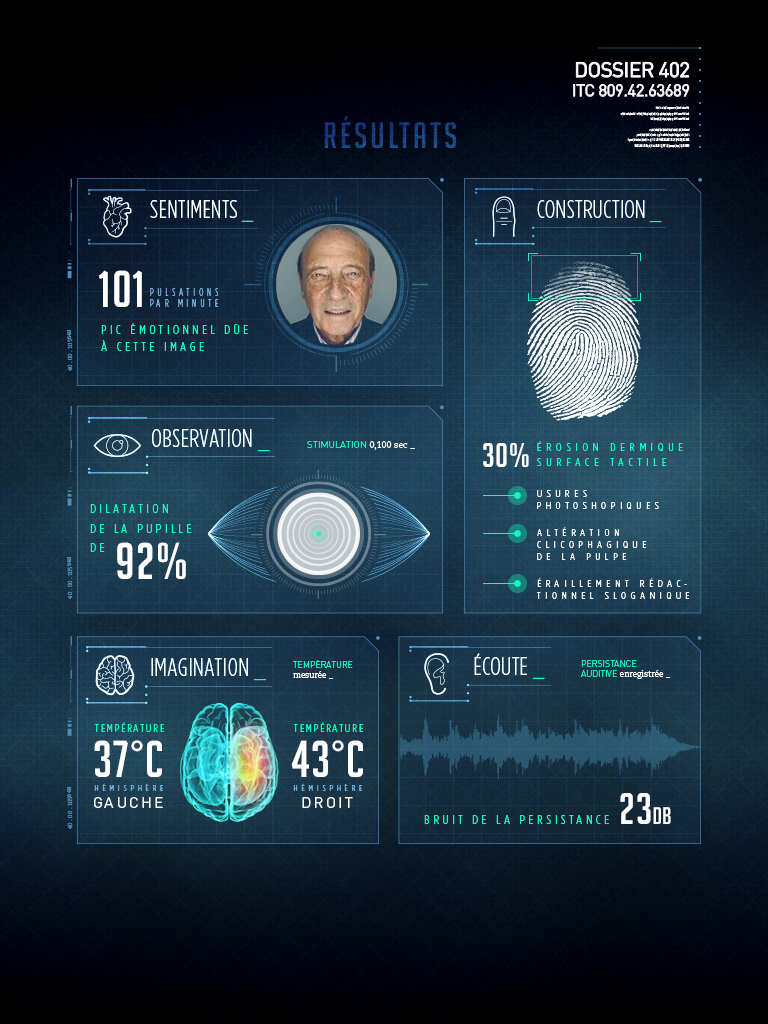 DOSSIER 402
ITC 809.42.63689
RÉSULTATS
SENTIMENTS _
101 PULSATIONS
PAR MINUTE
PIC ÉMOTIONNEL DÛE
À CETTE IMAGE
CONSTRUCTION _
30% ÉROSION DERMIQUE
SURFACE TACTILE
USURES
PHOTOSHOPIQUES
ALTÉRATION
CLICOPHAGIQUE
DE LA PULPE
ÉRAILLEMENT RÉDAC-
TIONNEL SLOGANIQUE
OBSERVATION _
STIMULATION 0,100 sec _
DILATATION
DE LA PUPILLE
DE 92%
IMAGINATION _
TEMPÉRATURE
mesurée _
TEMPÉRATURE
37°C
HÉMISPHÈRE
GAUCHE
TEMPÉRATURE
43°C
HÉMISPHÈRE
DROIT
ÉCOUTE _
PERSISTANCE
AUDITIVE enregistrée _
BRUIT DE LA PERSISTANCE 23DB